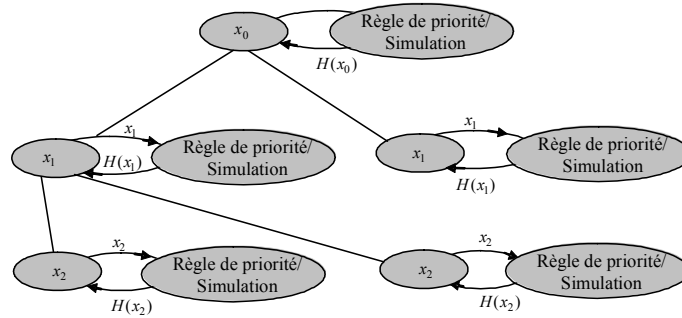 x₀
Règle de priorité/
Simulation
H(x₀)
x₁
x₁
H(x₁)
Règle de priorité/
Simulation
x₁
x₁
H(x₁)
Règle de priorité/
Simulation
x₂
x₂
H(x₂)
Règle de priorité/
Simulation
x₂
x₂
H(x₂)
Règle de priorité/
Simulation